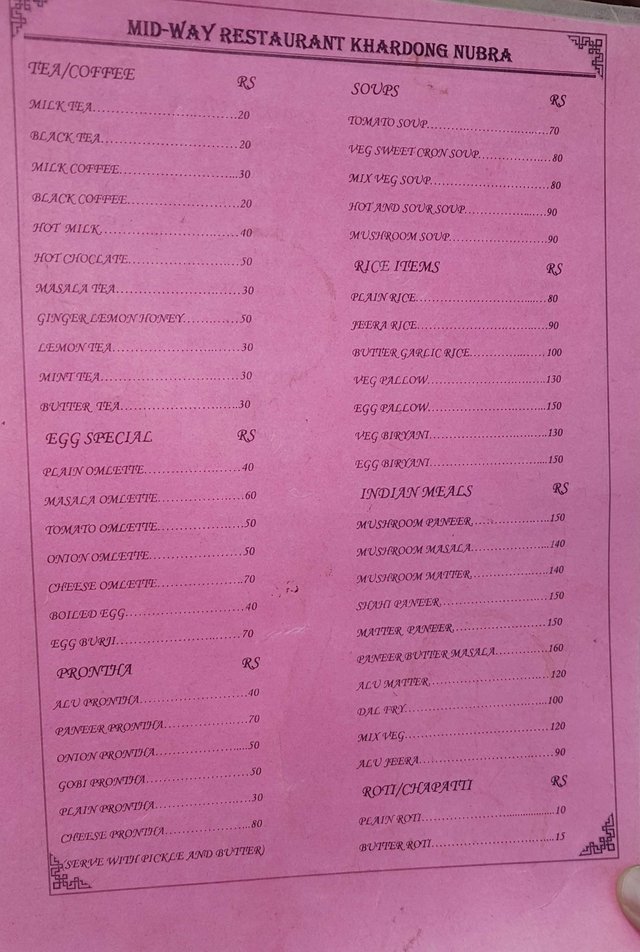 MID-WAY RESTAURANT KHARDONG NUBRA
TEA/COFFEE RS
MILK TEA 20
BLACK TEA 20
MILK COFFEE 30
BLACK COFFEE 20
HOT MILK 40
HOT CHOCLATE 50
MASALA TEA 30
GINGER LEMON HONEY 50
LEMON TEA 30
MINT TEA 30
BUTTER TEA 30
EGG SPECIAL RS
PLAIN OMLETTE 40
MASALA OMLETTE 60
TOMATO OMLETTE 50
ONION OMLETTE 50
CHEESE OMLETTE 70
BOILED EGG 40
EGG BURJI 70
PRONTHA RS
ALU PRONTHA 40
PANEER PRONTHA 70
ONION PRONTHA 50
GOBI PRONTHA 50
PLAIN PRONTHA 30
CHEESE PRONTHA 80
(SERVE WITH PICKLE AND BUTTER)
SOUPS RS
TOMATO SOUP 70
VEG SWEET CRON SOUP 80
MIX VEG SOUP 80
HOT AND SOUR SOUP 90
MUSHROOM SOUP 90
RICE ITEMS RS
PLAIN RICE 80
JEERA RICE 90
BUTTER GARLIC RICE 100
VEG PALLOW 130
EGG PALLOW 150
VEG BIRYANI 130
EGG BIRYANI 150
INDIAN MEALS RS
MUSHROOM PANEER 150
MUSHROOM MASALA 140
MUSHROOM MATTER 140
SHAHI PANEER 150
MATTER PANEER 150
PANEER BUTTER MASALA 160
ALU MATTER 120
DAL FRY 100
MIX VEG 120
ALU JEERA 90
ROTI/CHAPATTI RS
PLAIN ROTI 10
BUTTER ROTI 15